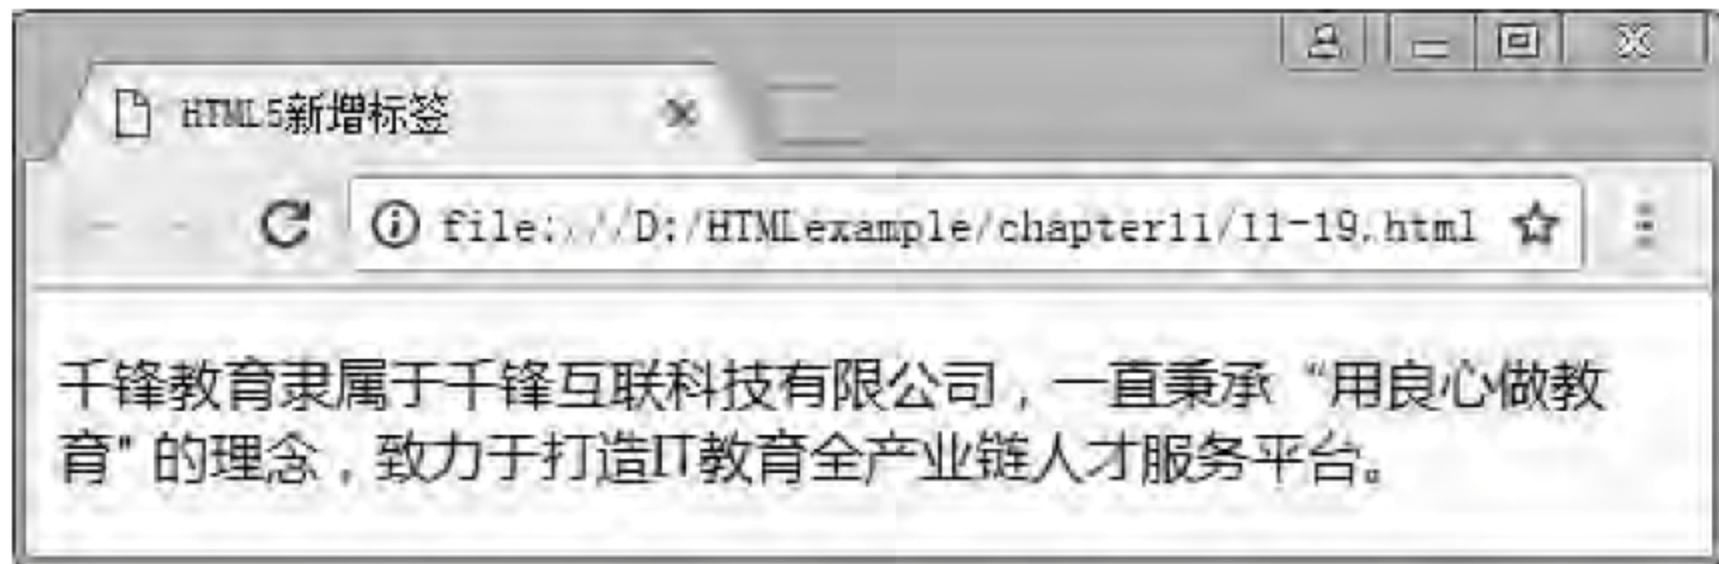 HTML5新增标签
file:///D:/HTMLexample/chapter11/11-19.html
千锋教育隶属于千锋互联科技有限公司，一直秉承“用良心做教
育"的理念，致力于打造IT教育全产业链人才服务平台。